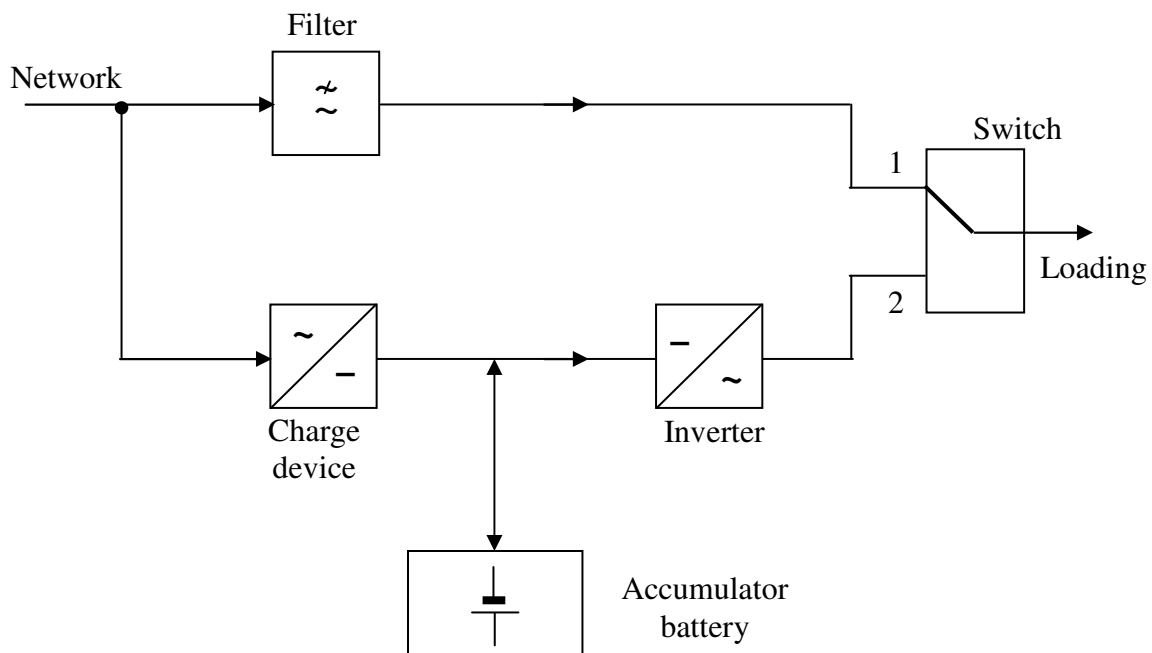 Filter
Network
Switch
1
Loading
2
Charge
device
Inverter
Accumulator
battery